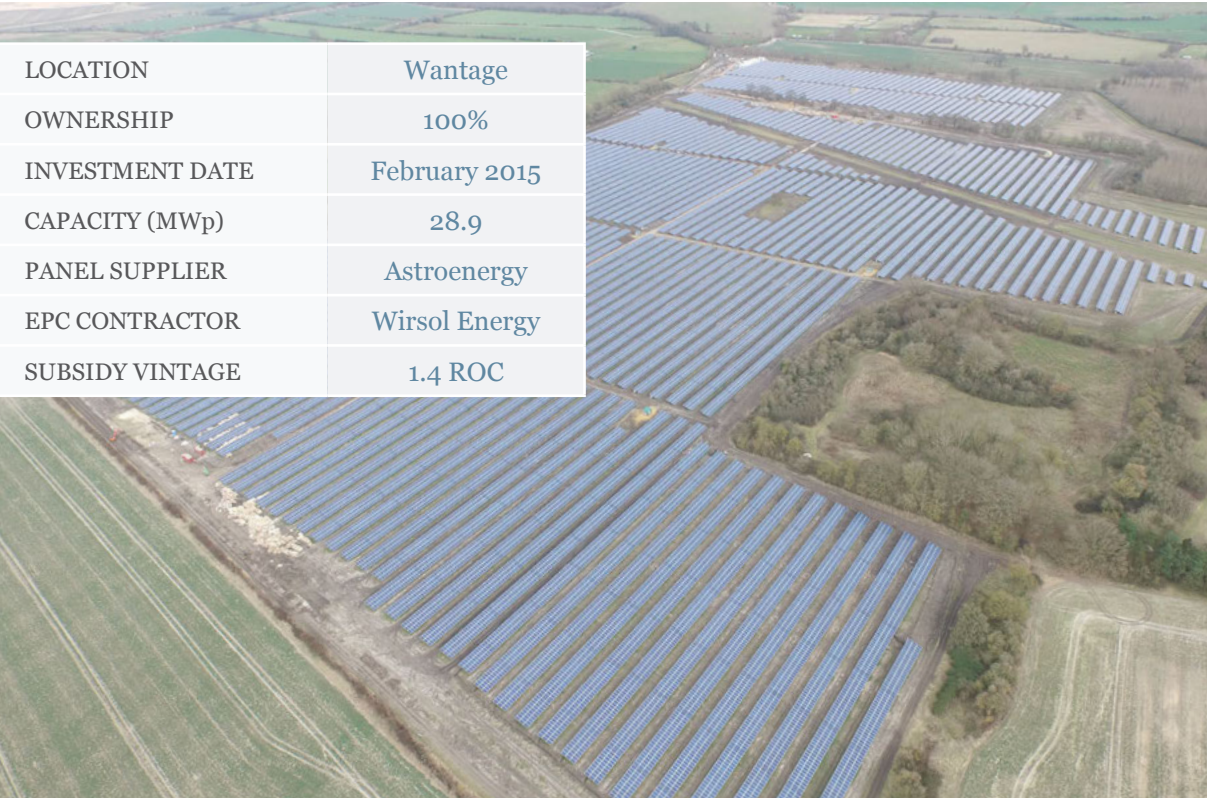 LOCATION Wantage
OWNERSHIP 100%
INVESTMENT DATE February 2015
CAPACITY (MWp) 28.9
PANEL SUPPLIER Astroenergy
EPC CONTRACTOR Wirsol Energy
SUBSIDY VINTAGE 1.4 ROC